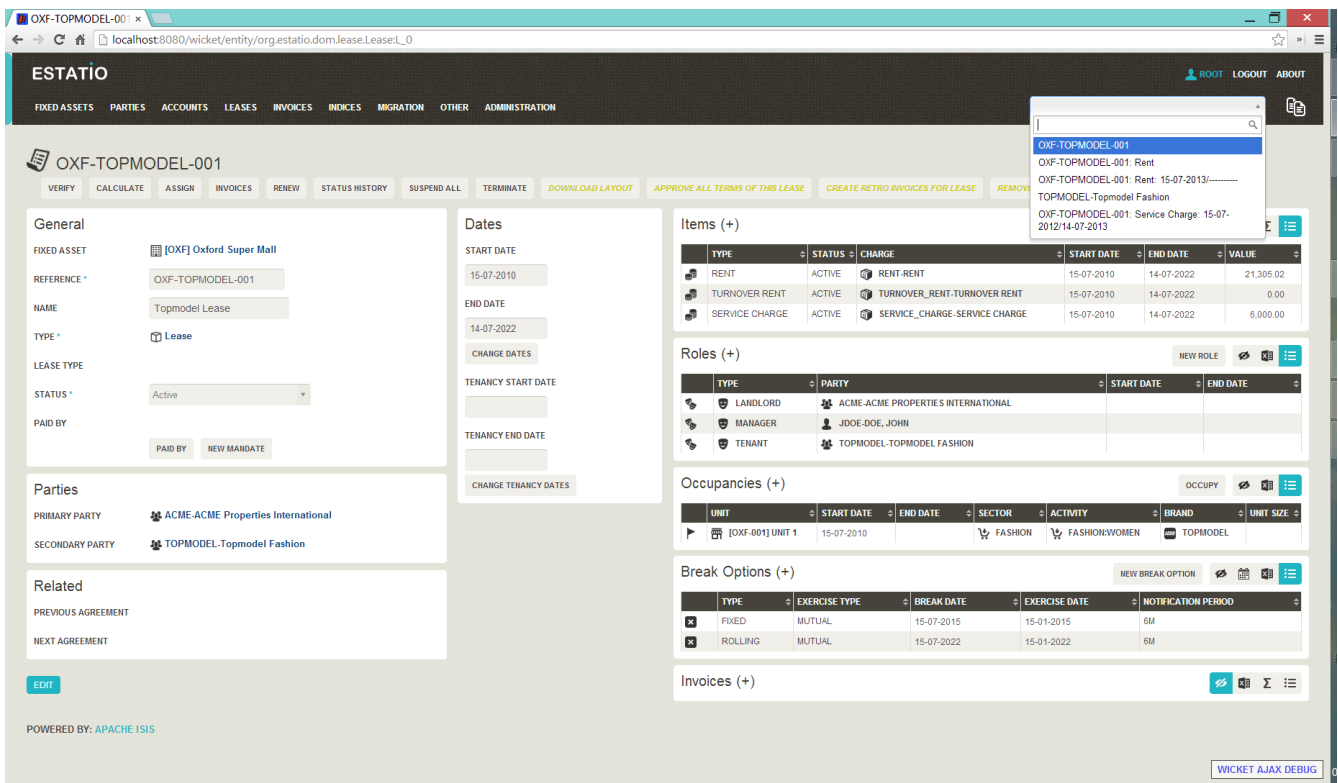 OXF-TOPMODEL-001 ×
localhost:8080/wicket/entity/org.estatio.dom.lease.Lease:L_0
ESTATIO
ROOT LOGOUT ABOUT
FIXED ASSETS PARTIES ACCOUNTS LEASES INVOICES INDICES MIGRATION OTHER ADMINISTRATION
OXF-TOPMODEL-001
OXF-TOPMODEL-001: Rent
OXF-TOPMODEL-001: Rent: 15-07-2013/----------
TOPMODEL-Topmodel Fashion
OXF-TOPMODEL-001: Service Charge: 15-07-
2012/14-07-2013
OXF-TOPMODEL-001
VERIFY CALCULATE ASSIGN INVOICES RENEW STATUS HISTORY SUSPEND ALL TERMINATE DOWNLOAD LAYOUT APPROVE ALL TERMS OF THIS LEASE CREATE RETRO INVOICES FOR LEASE
General
FIXED ASSET [OXF] Oxford Super Mall
REFERENCE * OXF-TOPMODEL-001
NAME Topmodel Lease
TYPE * Lease
LEASE TYPE
STATUS * Active
PAID BY
PAID BY NEW MANDATE
Parties
PRIMARY PARTY ACME-ACME Properties International
SECONDARY PARTY TOPMODEL-Topmodel Fashion
Related
PREVIOUS AGREEMENT
NEXT AGREEMENT
EDIT
POWERED BY: APACHE ISIS
Dates
START DATE
15-07-2010
END DATE
14-07-2022
CHANGE DATES
TENANCY START DATE
TENANCY END DATE
CHANGE TENANCY DATES
Items (+)
Σ
TYPE STATUS CHARGE START DATE END DATE VALUE
RENT ACTIVE RENT-RENT 15-07-2010 14-07-2022 21,305.02
TURNOVER RENT ACTIVE TURNOVER_RENT-TURNOVER RENT 15-07-2010 14-07-2022 0.00
SERVICE CHARGE ACTIVE SERVICE_CHARGE-SERVICE CHARGE 15-07-2010 14-07-2022 6,000.00
Roles (+)
NEW ROLE
TYPE PARTY START DATE END DATE
LANDLORD ACME-ACME PROPERTIES INTERNATIONAL
MANAGER JDOE-DOE, JOHN
TENANT TOPMODEL-TOPMODEL FASHION
Occupancies (+)
OCCUPY
UNIT START DATE END DATE SECTOR ACTIVITY BRAND UNIT SIZE
[OXF-001] UNIT 1 15-07-2010 FASHION FASHION:WOMEN TOPMODEL
Break Options (+)
NEW BREAK OPTION
TYPE EXERCISE TYPE BREAK DATE EXERCISE DATE NOTIFICATION PERIOD
FIXED MUTUAL 15-07-2015 15-01-2015 6M
ROLLING MUTUAL 15-07-2022 15-01-2022 6M
Invoices (+)
Σ
WICKET AJAX DEBUG